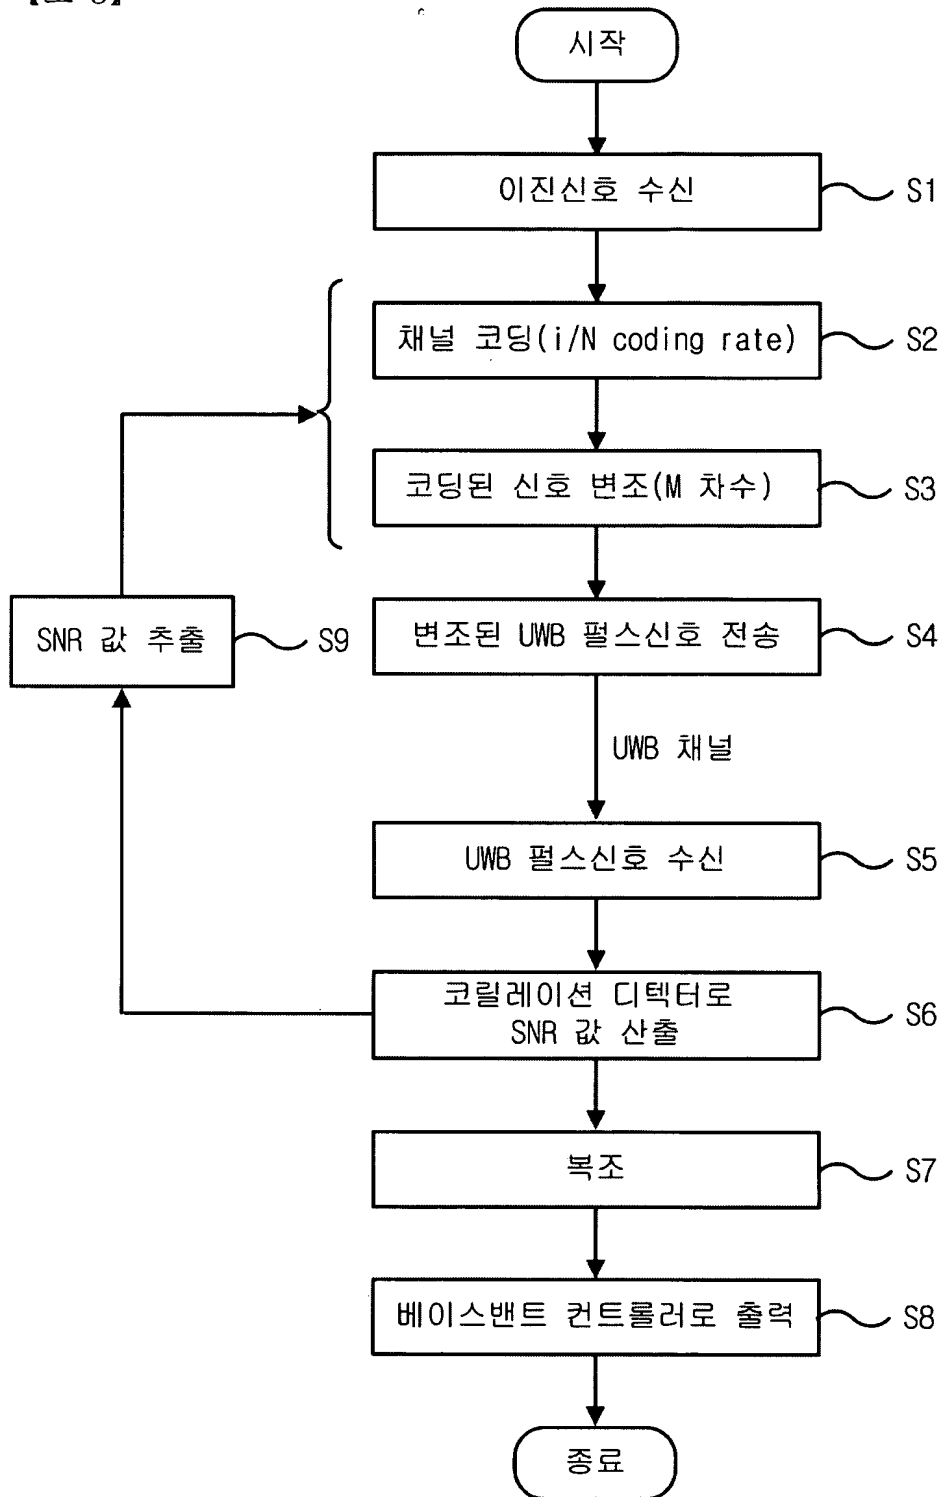 시작
이진신호 수신
S1
채널 코딩(i/N coding rate)
S2
코딩된 신호 변조(M 차수)
S3
SNR 값 추출
S9
변조된 UWB 펄스신호 전송
S4
UWB 채널
UWB 펄스신호 수신
S5
코릴레이션 디텍터로
SNR 값 산출
S6
복조
S7
베이스밴트 컨트롤러로 출력
S8
종료